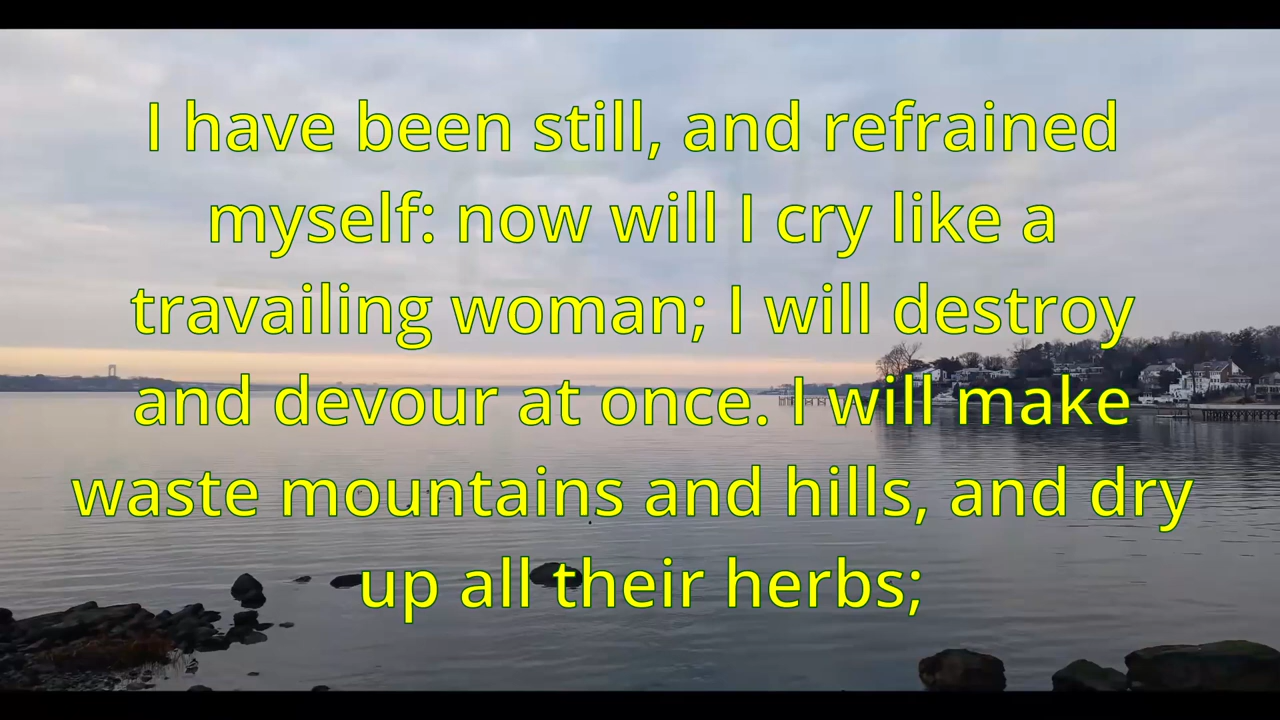 I have been still, and refrained
myself: now will I cry like a
travailing woman; I will destroy
and devour at once. I will make
waste mountains and hills, and dry
up all their herbs;